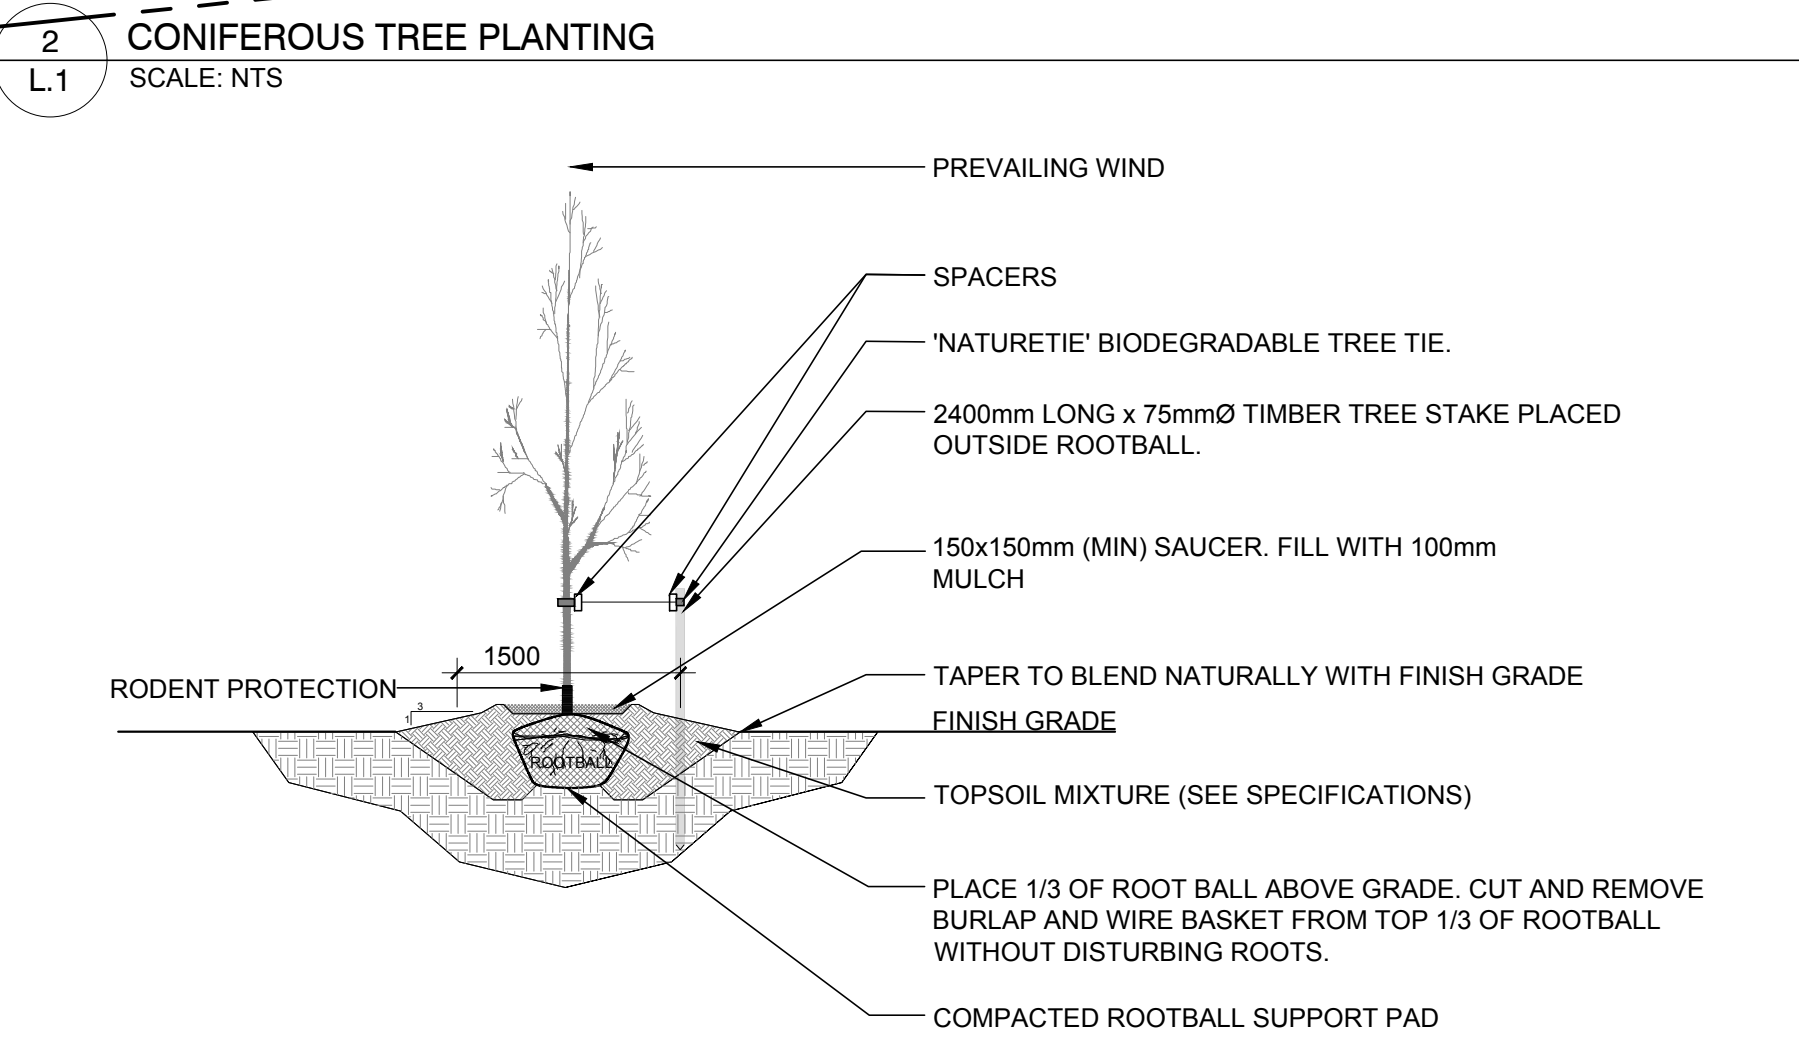 2
L.1
CONIFEROUS TREE PLANTING
SCALE: NTS
PREVAILING WIND
SPACERS
'NATURETIE' BIODEGRADABLE TREE TIE.
2400mm LONG x 75mmØ TIMBER TREE STAKE PLACED
OUTSIDE ROOTBALL.
150x150mm (MIN) SAUCER. FILL WITH 100mm
MULCH
1500
RODENT PROTECTION
3
1
TAPER TO BLEND NATURALLY WITH FINISH GRADE
FINISH GRADE
ROOTBALL
TOPSOIL MIXTURE (SEE SPECIFICATIONS)
PLACE 1/3 OF ROOT BALL ABOVE GRADE. CUT AND REMOVE
BURLAP AND WIRE BASKET FROM TOP 1/3 OF ROOTBALL
WITHOUT DISTURBING ROOTS.
COMPACTED ROOTBALL SUPPORT PAD